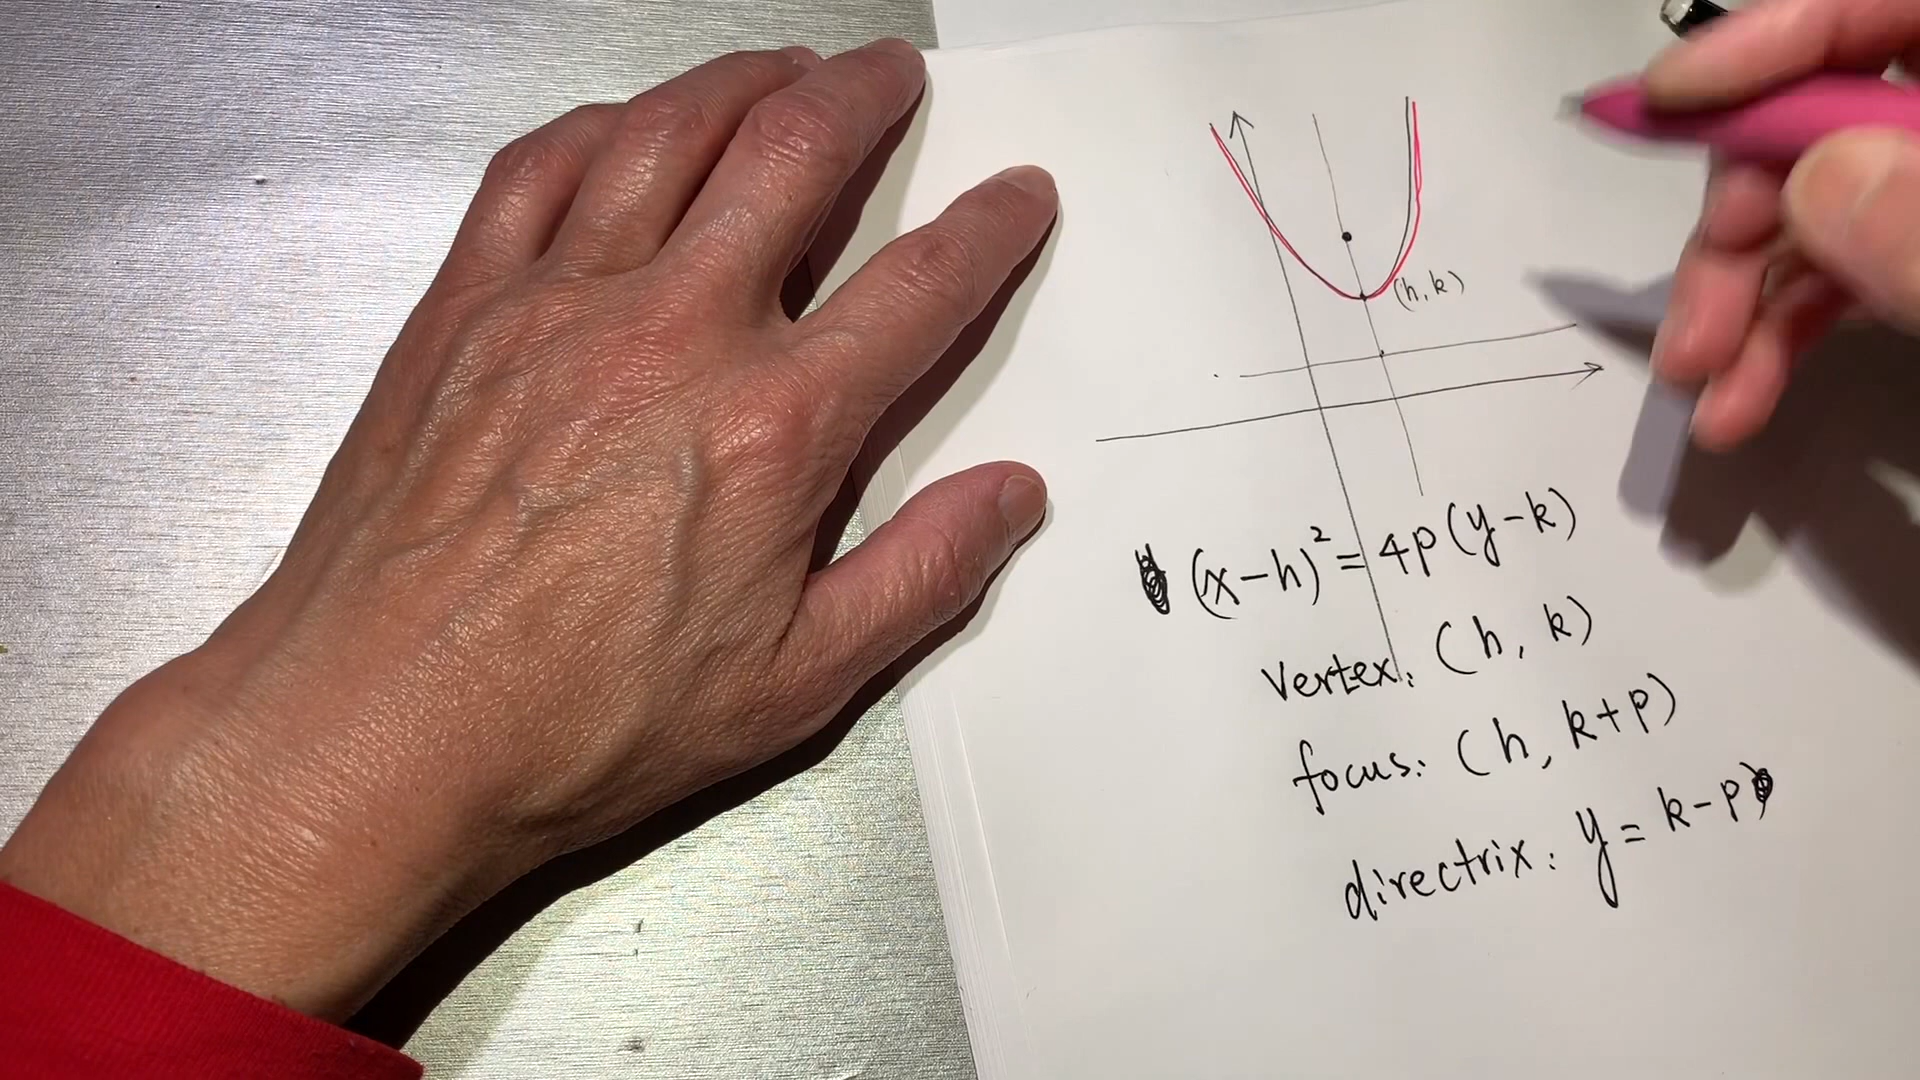 (h, k)
(x-h)² = 4p(y-k)
Vertex: (h, k)
focus: (h, k+p)
directrix: y = k-p